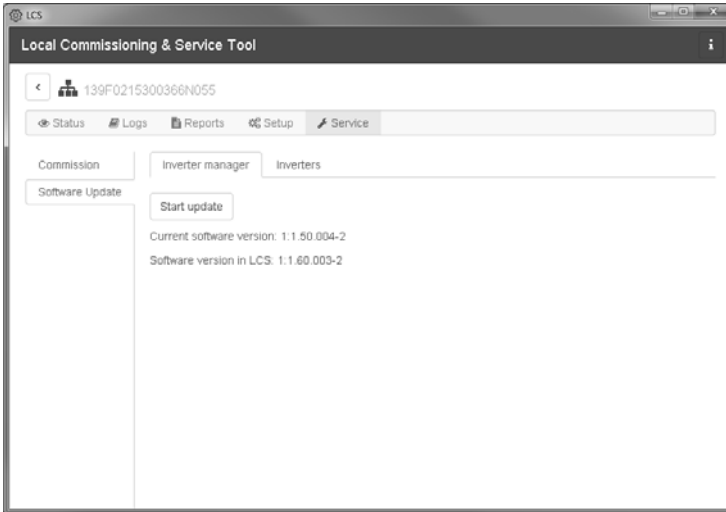 LCS
Local Commissioning & Service Tool
i
139F0215300366N055
Status Logs Reports Setup Service
Commission
Software Update
Inverter manager Inverters
Start update
Current software version: 1:1.50.004-2
Software version in LCS: 1:1.60.003-2